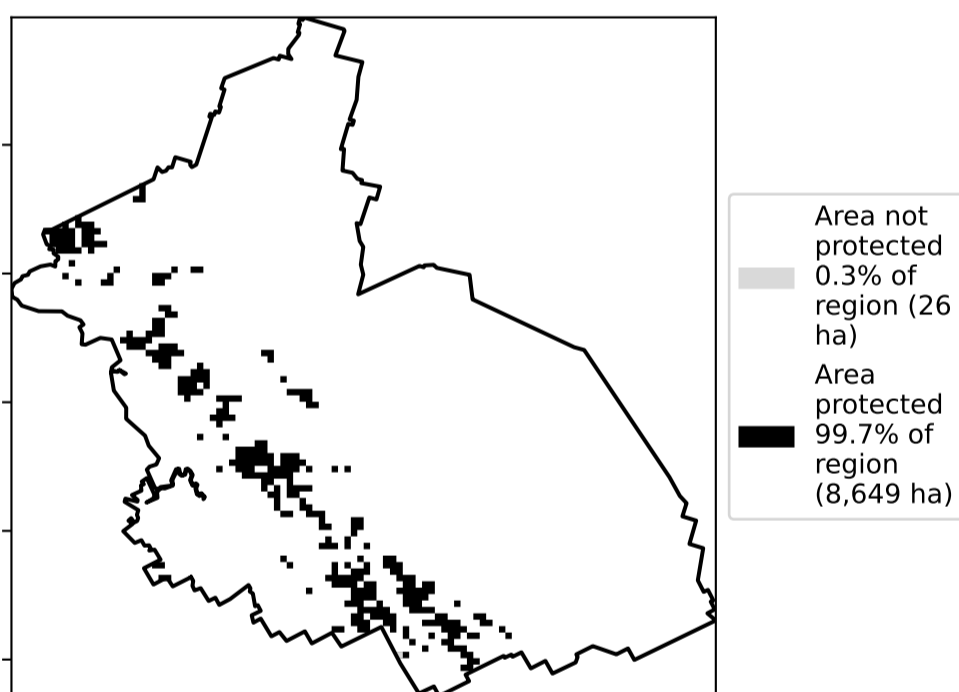 Area not
protected
0.3% of
region (26
ha)
Area
protected
99.7% of
region
(8,649 ha)